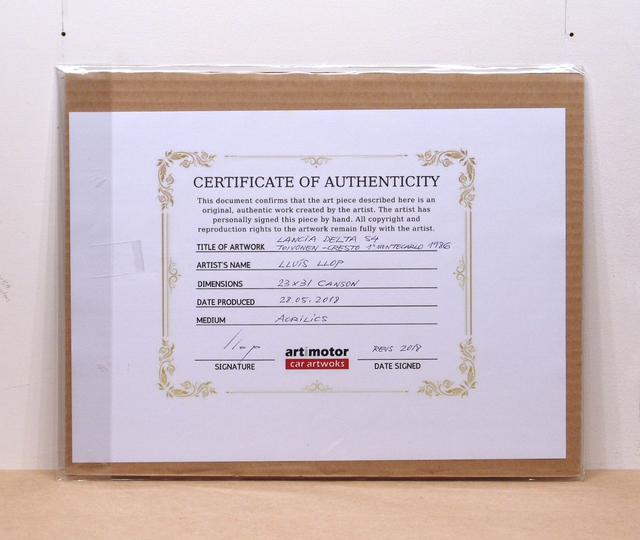 CERTIFICATE OF AUTHENTICITY
This document confirms that the art piece described here is an
original, authentic work created by the artist. The artist has
personally signed this piece by hand. All copyright and
reproduction rights to the artwork remain fully with the artist.
LANCIA DELTA S4
TITLE OF ARTWORK TOIVONEN-CRESTO 1º MONTECARLO 1986
ARTIST'S NAME LLUÍS LLOP
DIMENSIONS 23x31 CANSON
DATE PRODUCED 28.05.2018
MEDIUM ACRILICS
Llop artimotor REUS 2018
car artwoks
SIGNATURE DATE SIGNED